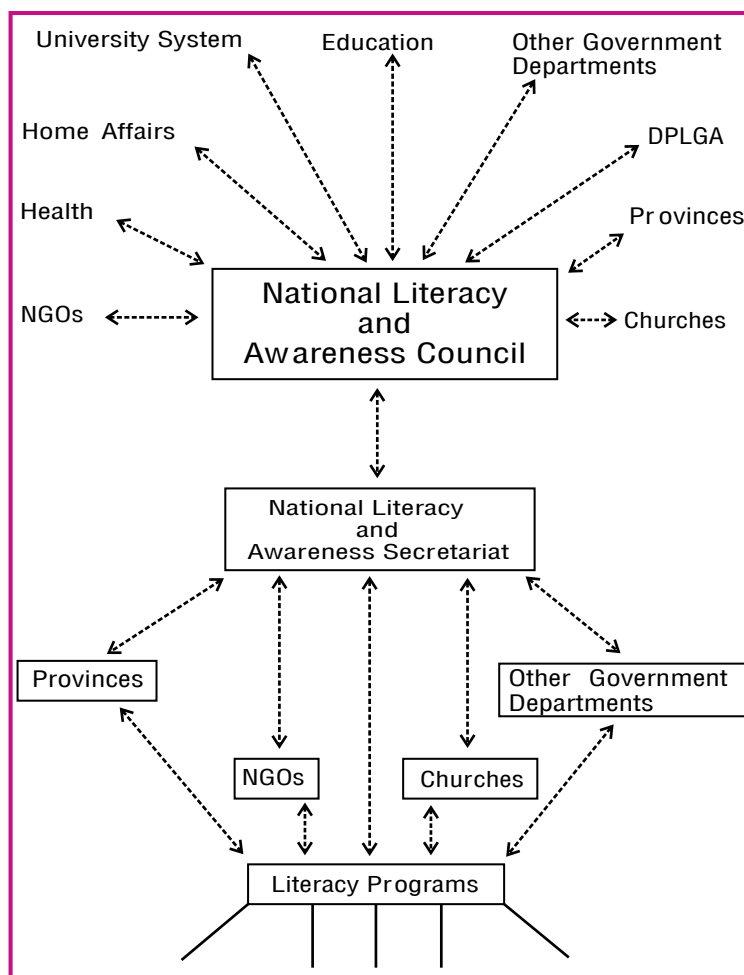 University System
Education
Other Government
Departments
Home Affairs
DPLGA
Health
Provinces
NGOs
Churches
National Literacy
and
Awareness Council
National Literacy
and
Awareness Secretariat
Provinces
Other Government
Departments
NGOs
Churches
Literacy Programs